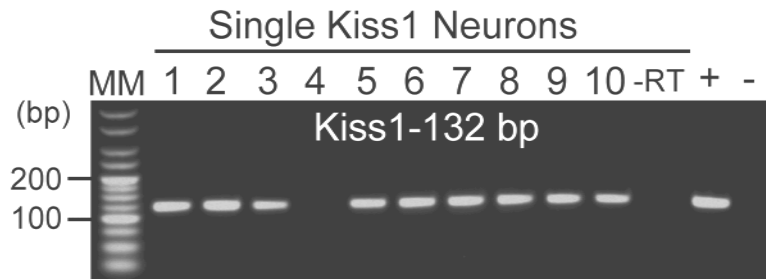 Single Kiss1 Neurons
MM 1 2 3 4 5 6 7 8 9 10 -RT + -
(bp)
Kiss1-132 bp
200
100